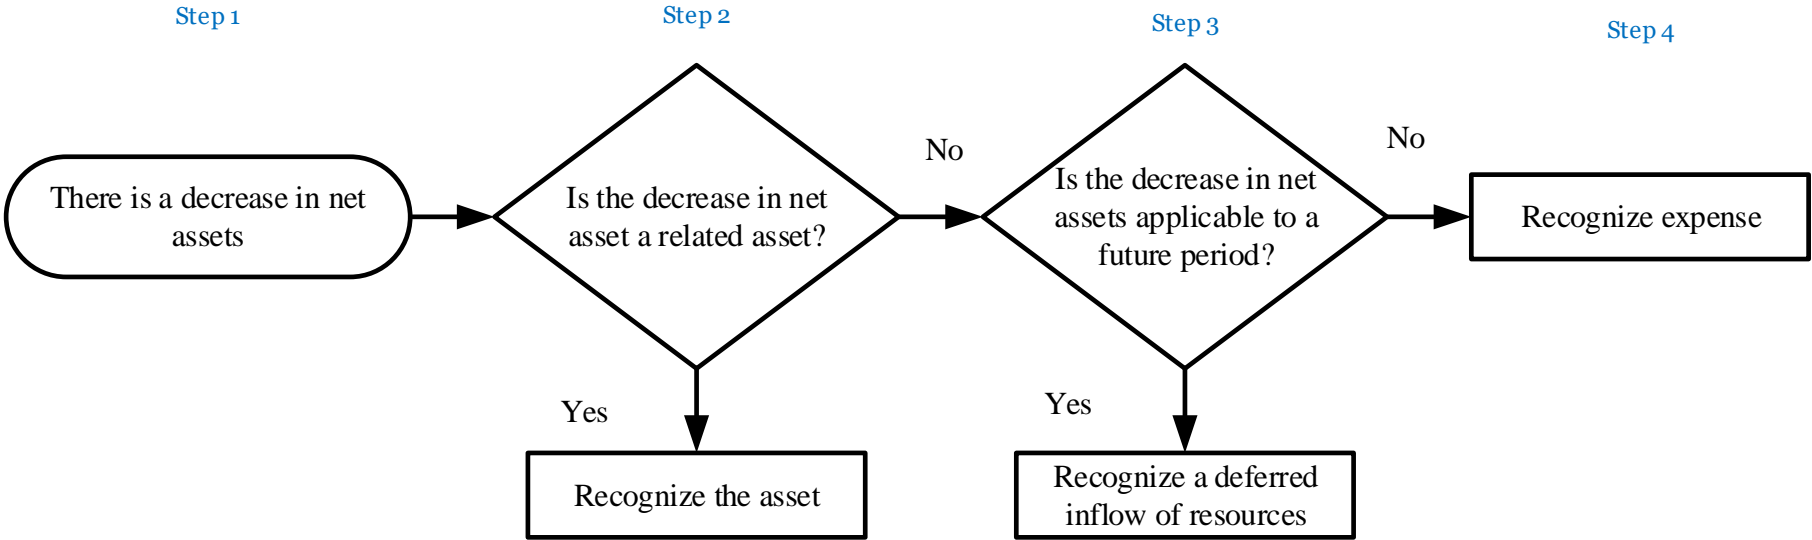 Step 1
Step 2
Step 3
Step 4
There is a decrease in net
assets
Is the decrease in net
asset a related asset?
No
Is the decrease in net
assets applicable to a
future period?
No
Recognize expense
Yes
Recognize the asset
Yes
Recognize a deferred
inflow of resources